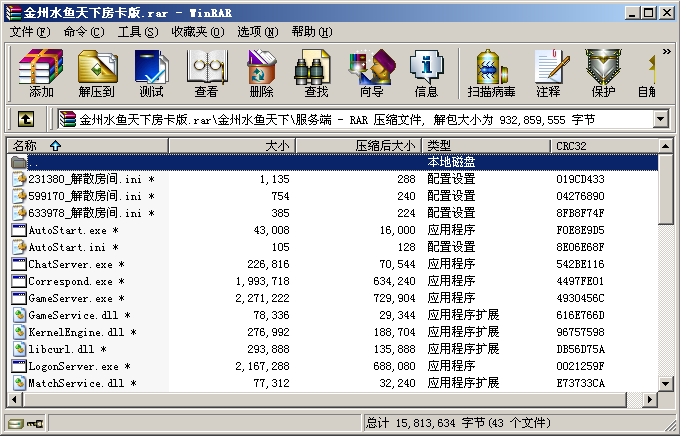 金州水鱼天下房卡版.rar - WinRAR
文件(F) 命令(C) 工具(S) 收藏夹(O) 选项(N) 帮助(H)
添加 解压到 测试 查看 删除 查找 向导 信息 扫描病毒 注释 保护 自解 »
金州水鱼天下房卡版.rar\金州水鱼天下\服务端 - RAR 压缩文件, 解包大小为 932,859,555 字节
名称 大小 压缩后大小 类型 CRC32
.. 本地磁盘
231380_解散房间.ini * 1,135 288 配置设置 019CD433
599170_解散房间.ini * 754 240 配置设置 04276890
633978_解散房间.ini * 385 224 配置设置 8FB8F74F
AutoStart.exe * 43,008 16,000 应用程序 F0E8E9D5
AutoStart.ini * 105 128 配置设置 8E06E68F
ChatServer.exe * 226,816 70,544 应用程序 542BE116
Correspond.exe * 1,993,718 634,240 应用程序 4497FE01
GameServer.exe * 2,271,222 729,904 应用程序 4930456C
GameService.dll * 78,336 29,344 应用程序扩展 616E766D
KernelEngine.dll * 276,992 188,704 应用程序扩展 96757598
libcurl.dll * 293,888 135,888 应用程序扩展 DB56D75A
LogonServer.exe * 2,167,288 688,080 应用程序 0021259F
MatchService.dll * 77,312 32,240 应用程序扩展 E73733CA
总计 15,813,634 字节(43 个文件)